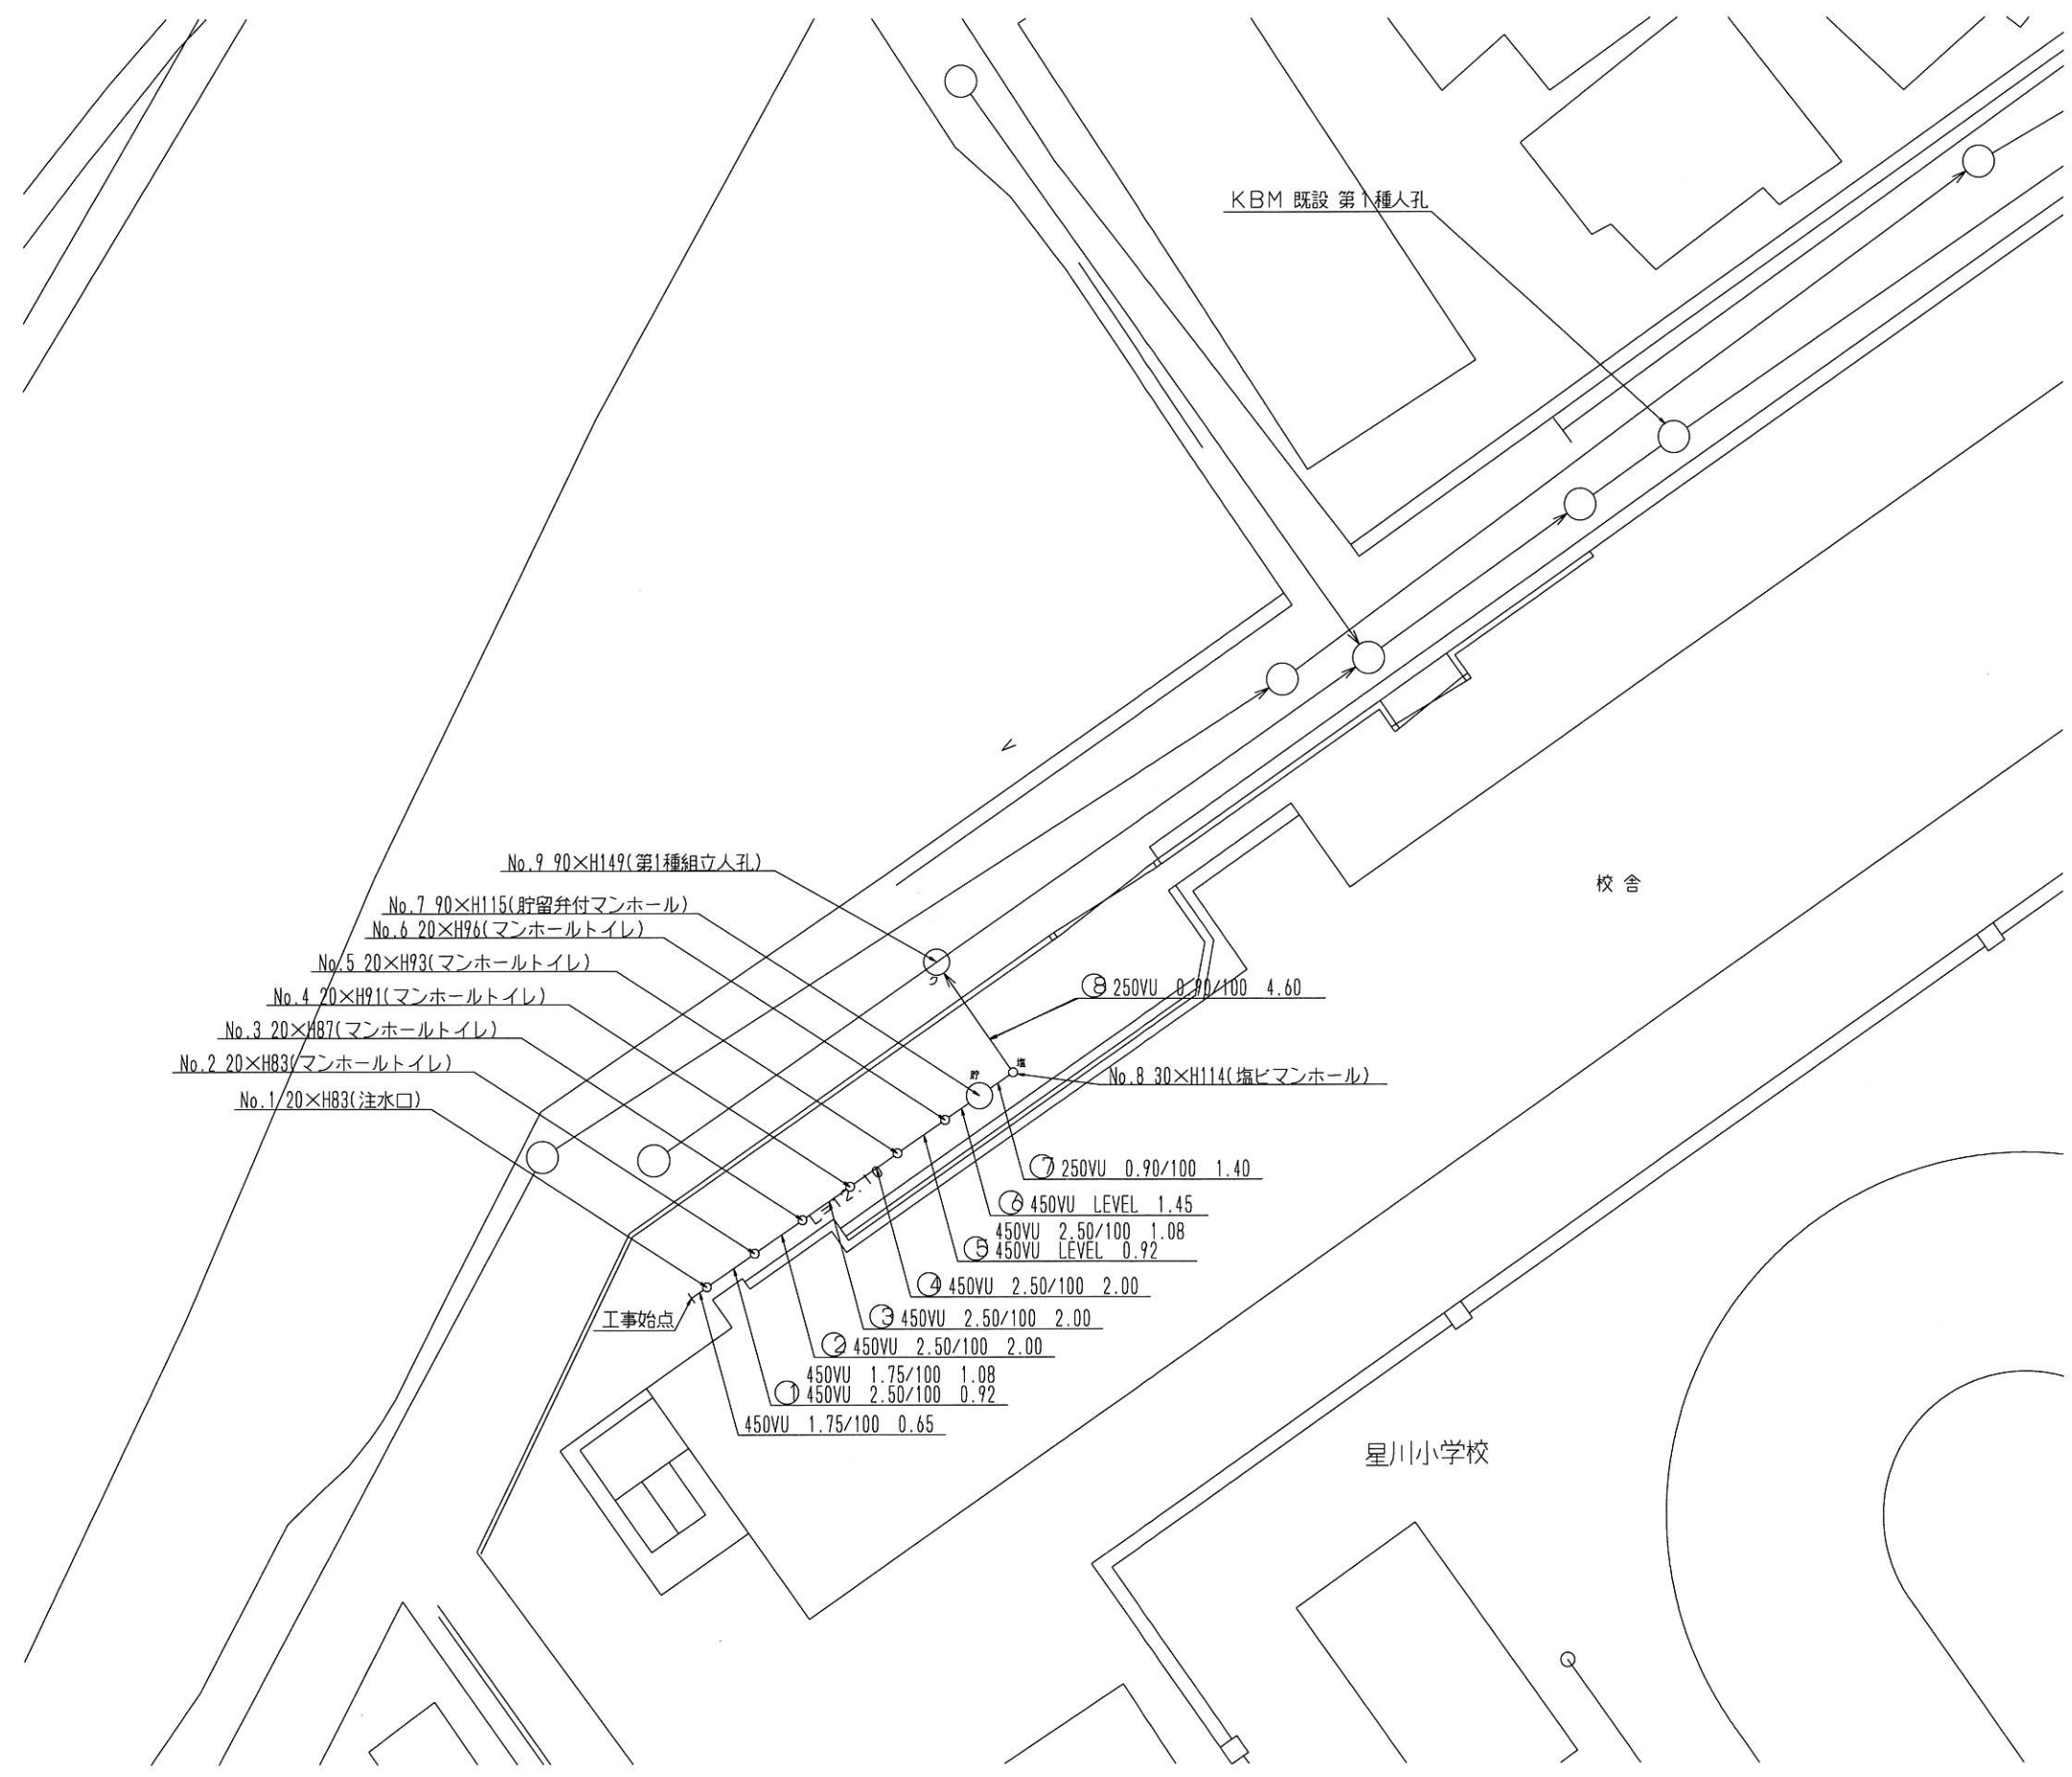 KBM 既設 第1種人孔
No.9 90×H149(第1種組立人孔)
No.7 90×H115(貯留弁付マンホール)
No.6 20×H96(マンホールトイレ)
No.5 20×H93(マンホールトイレ)
No.4 20×H91(マンホールトイレ)
No.3 20×H87(マンホールトイレ)
No.2 20×H83(マンホールトイレ)
No.1 20×H83(注水口)
校舎
⑧ 250VU 0.90/100 4.60
塩
貯
No.8 30×H114(塩ビマンホール)
⑦ 250VU 0.90/100 1.40
⑥ 450VU LEVEL 1.45
450VU 2.50/100 1.08
⑤ 450VU LEVEL 0.92
④ 450VU 2.50/100 2.00
③ 450VU 2.50/100 2.00
② 450VU 2.50/100 2.00
450VU 1.75/100 1.08
① 450VU 2.50/100 0.92
450VU 1.75/100 0.65
工事始点
星川小学校